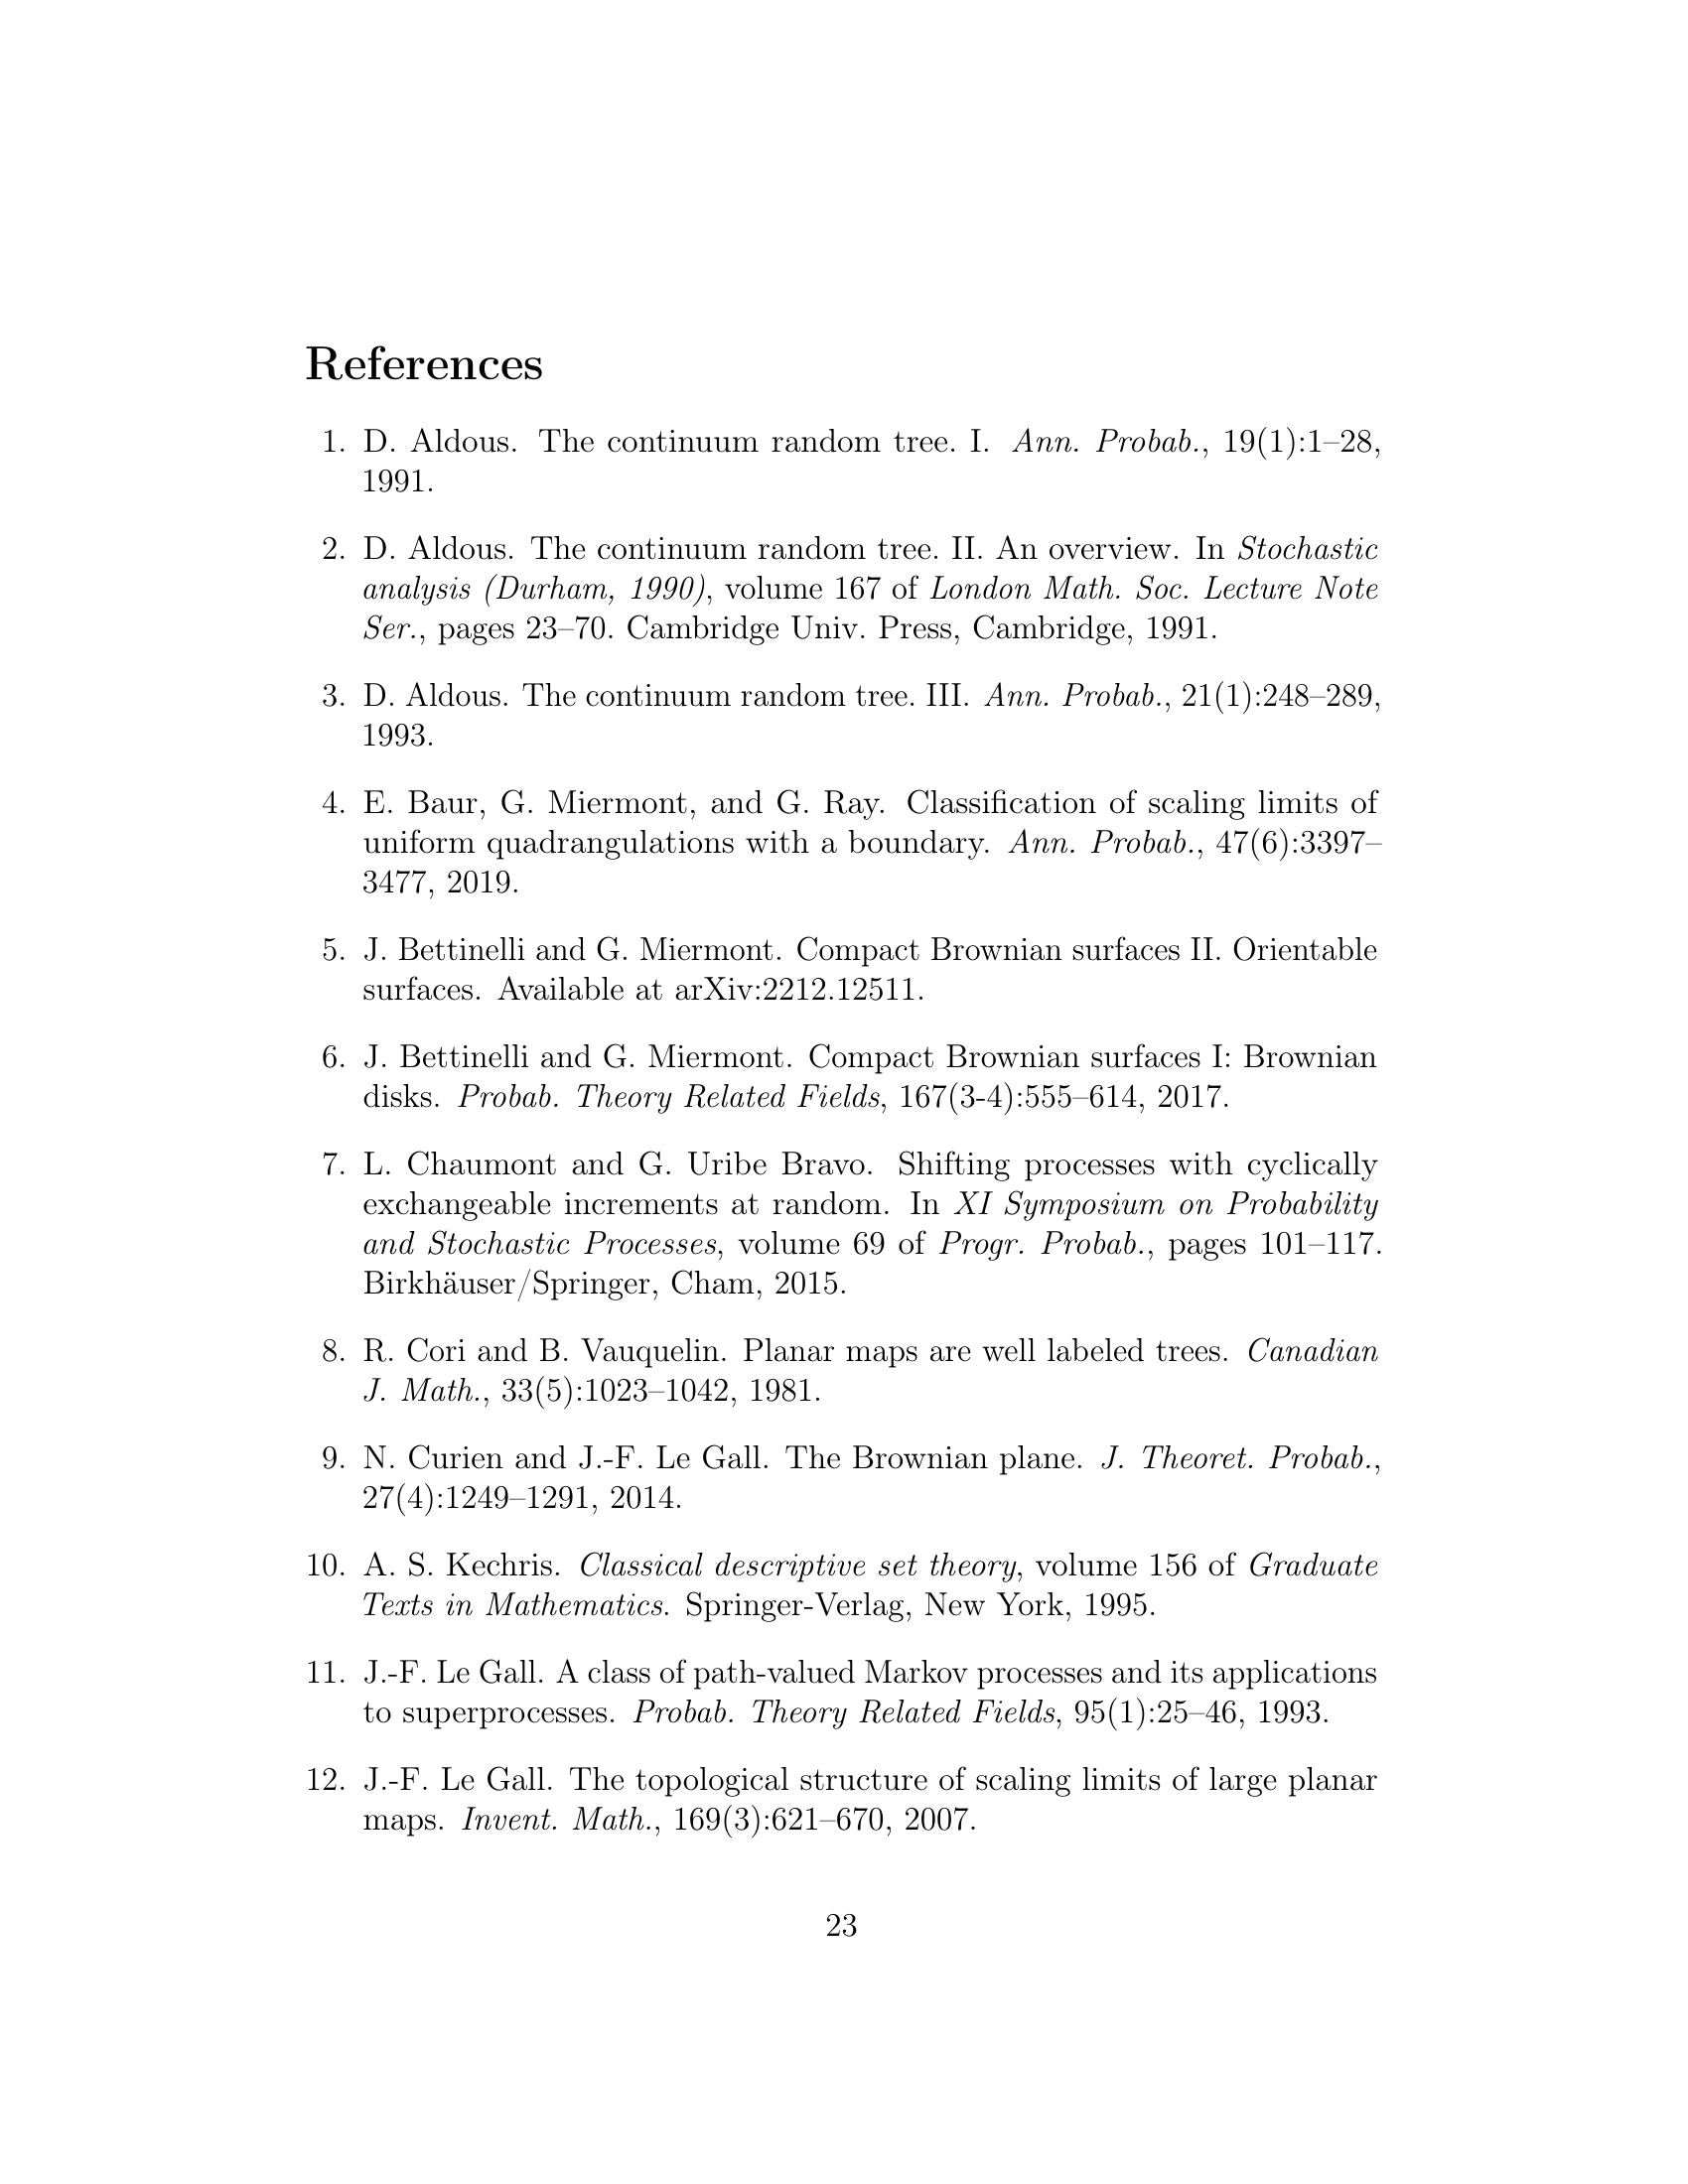 References
1. D. Aldous. The continuum random tree. I. Ann. Probab., 19(1):1–28,
1991.
2. D. Aldous. The continuum random tree. II. An overview. In Stochastic
analysis (Durham, 1990), volume 167 of London Math. Soc. Lecture Note
Ser., pages 23–70. Cambridge Univ. Press, Cambridge, 1991.
3. D. Aldous. The continuum random tree. III. Ann. Probab., 21(1):248–289,
1993.
4. E. Baur, G. Miermont, and G. Ray. Classification of scaling limits of
uniform quadrangulations with a boundary. Ann. Probab., 47(6):3397–
3477, 2019.
5. J. Bettinelli and G. Miermont. Compact Brownian surfaces II. Orientable
surfaces. Available at arXiv:2212.12511.
6. J. Bettinelli and G. Miermont. Compact Brownian surfaces I: Brownian
disks. Probab. Theory Related Fields, 167(3-4):555–614, 2017.
7. L. Chaumont and G. Uribe Bravo. Shifting processes with cyclically
exchangeable increments at random. In XI Symposium on Probability
and Stochastic Processes, volume 69 of Progr. Probab., pages 101–117.
Birkhäuser/Springer, Cham, 2015.
8. R. Cori and B. Vauquelin. Planar maps are well labeled trees. Canadian
J. Math., 33(5):1023–1042, 1981.
9. N. Curien and J.-F. Le Gall. The Brownian plane. J. Theoret. Probab.,
27(4):1249–1291, 2014.
10. A. S. Kechris. Classical descriptive set theory, volume 156 of Graduate
Texts in Mathematics. Springer-Verlag, New York, 1995.
11. J.-F. Le Gall. A class of path-valued Markov processes and its applications
to superprocesses. Probab. Theory Related Fields, 95(1):25–46, 1993.
12. J.-F. Le Gall. The topological structure of scaling limits of large planar
maps. Invent. Math., 169(3):621–670, 2007.
23